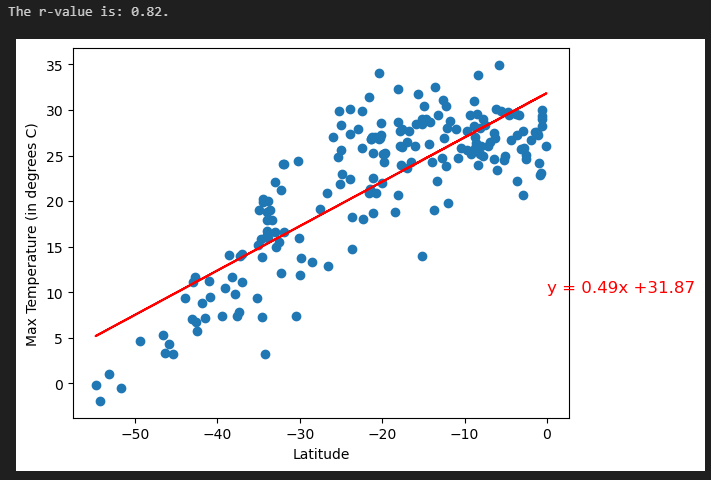 The r-value is: 0.82.
35
30
25
20
15
10
5
0
Max Temperature (in degrees C)
y = 0.49x +31.87
−50 −40 −30 −20 −10 0
Latitude